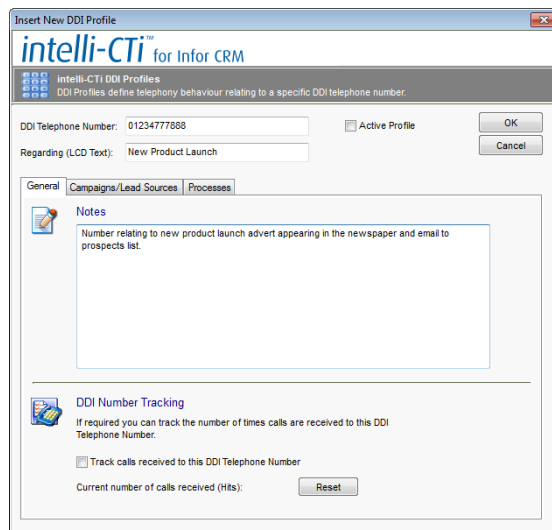 Insert New DDI Profile
intelli-CTi™ for Infor CRM
intelli-CTi DDI Profiles
DDI Profiles define telephony behaviour relating to a specific DDI telephone number.
DDI Telephone Number: 01234777888 Active Profile OK
Regarding (LCD Text): New Product Launch Cancel
General Campaigns/Lead Sources Processes
Notes
Number relating to new product launch advert appearing in the newspaper and email to
prospects list.
DDI Number Tracking
If required you can track the number of times calls are received to this DDI
Telephone Number.
Track calls received to this DDI Telephone Number
Current number of calls received (Hits): Reset